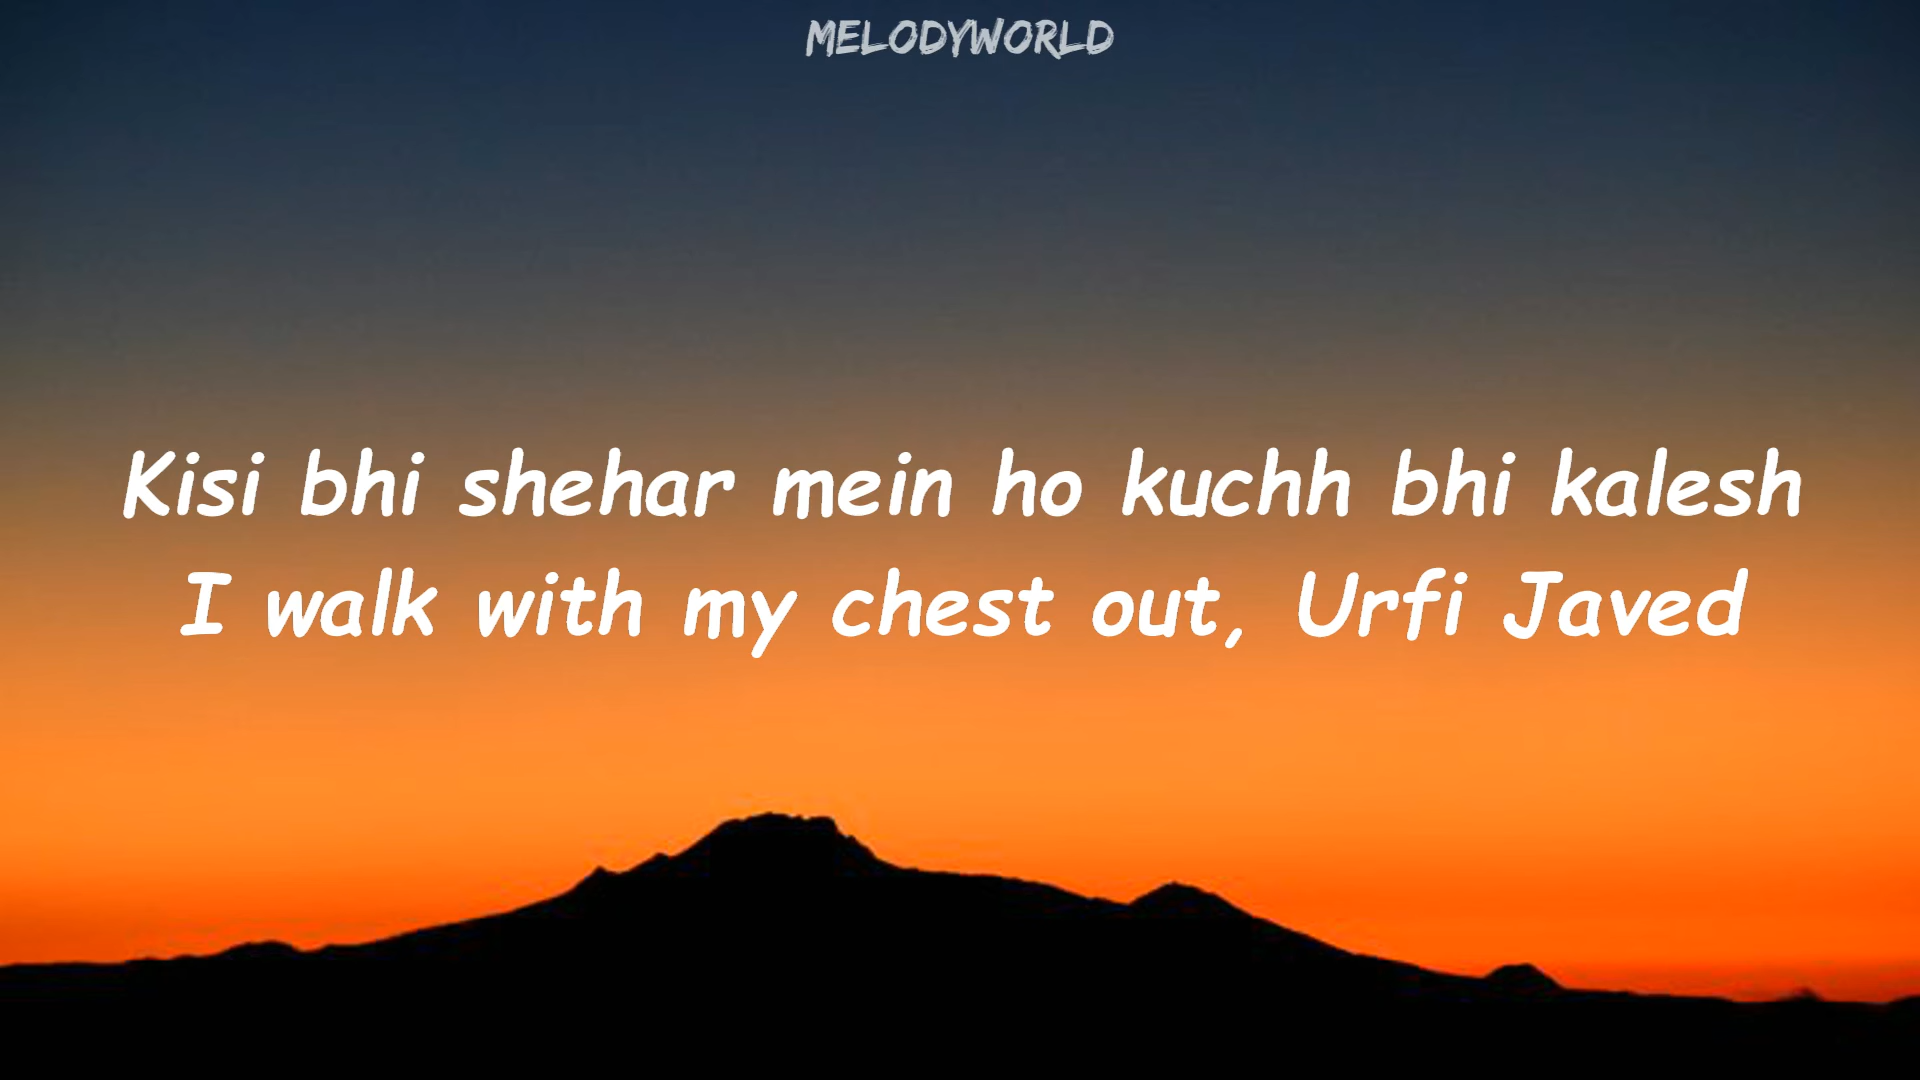 MELODYWORLD
Kisi bhi shehar mein ho kuchh bhi kalesh
I walk with my chest out, Urfi Javed